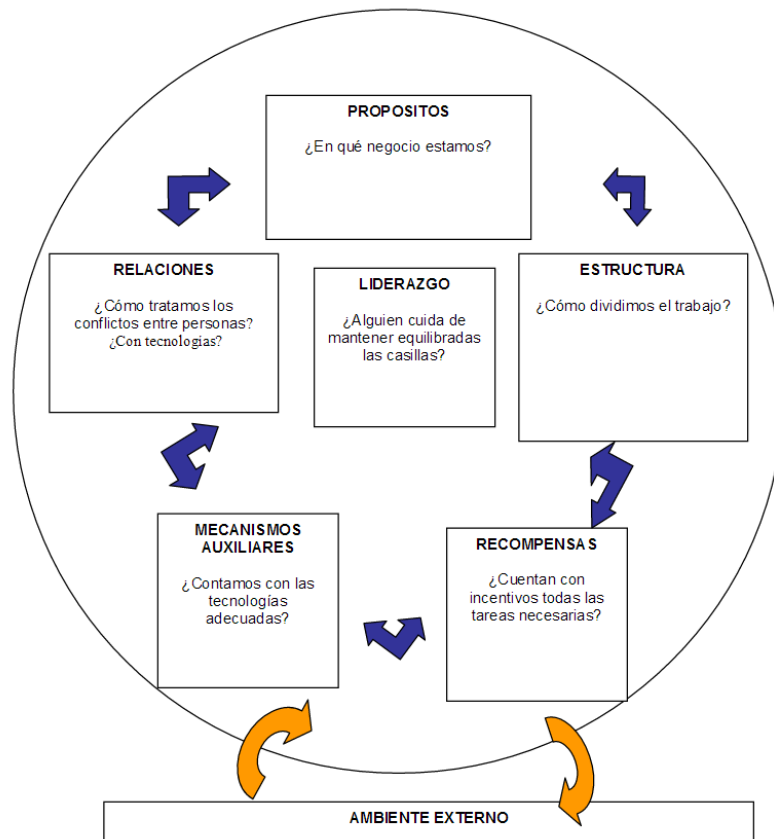 PROPOSITOS
¿En qué negocio estamos?
RELACIONES
¿Cómo tratamos los
conflictos entre personas?
¿Con tecnologias?
LIDERAZGO
¿Alguien cuida de
mantener equilibradas
las casillas?
ESTRUCTURA
¿Cómo dividimos el trabajo?
MECANISMOS
AUXILIARES
¿Contamos con las
tecnologías
adecuadas?
RECOMPENSAS
¿Cuentan con
incentivos todas las
tareas necesarias?
AMBIENTE EXTERNO